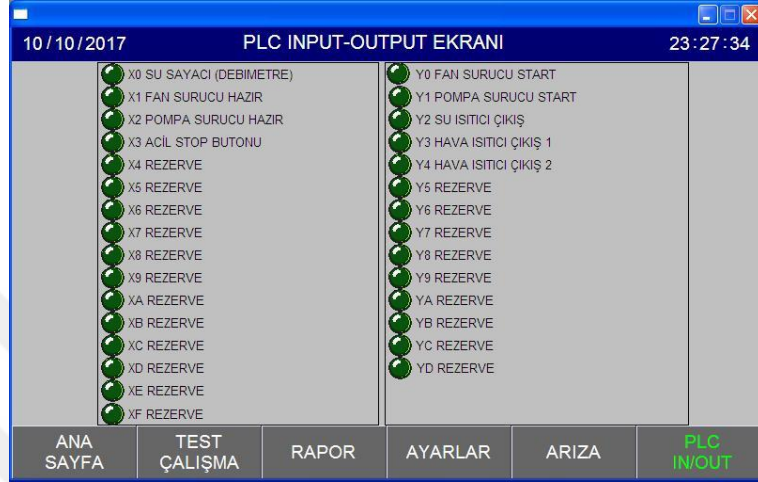 10/10/2017 PLC INPUT-OUTPUT EKRANI 23:27:34
X0 SU SAYACI (DEBIMETRE)
X1 FAN SURUCU HAZIR
X2 POMPA SURUCU HAZIR
X3 ACİL STOP BUTONU
X4 REZERVE
X5 REZERVE
X6 REZERVE
X7 REZERVE
X8 REZERVE
X9 REZERVE
XA REZERVE
XB REZERVE
XC REZERVE
XD REZERVE
XE REZERVE
XF REZERVE
Y0 FAN SURUCU START
Y1 POMPA SURUCU START
Y2 SU ISITICI ÇIKIŞ
Y3 HAVA ISITICI ÇIKIŞ 1
Y4 HAVA ISITICI ÇIKIŞ 2
Y5 REZERVE
Y6 REZERVE
Y7 REZERVE
Y8 REZERVE
Y9 REZERVE
YA REZERVE
YB REZERVE
YC REZERVE
YD REZERVE
ANA
SAYFA
TEST
ÇALIŞMA
RAPOR
AYARLAR
ARIZA
PLC
IN/OUT